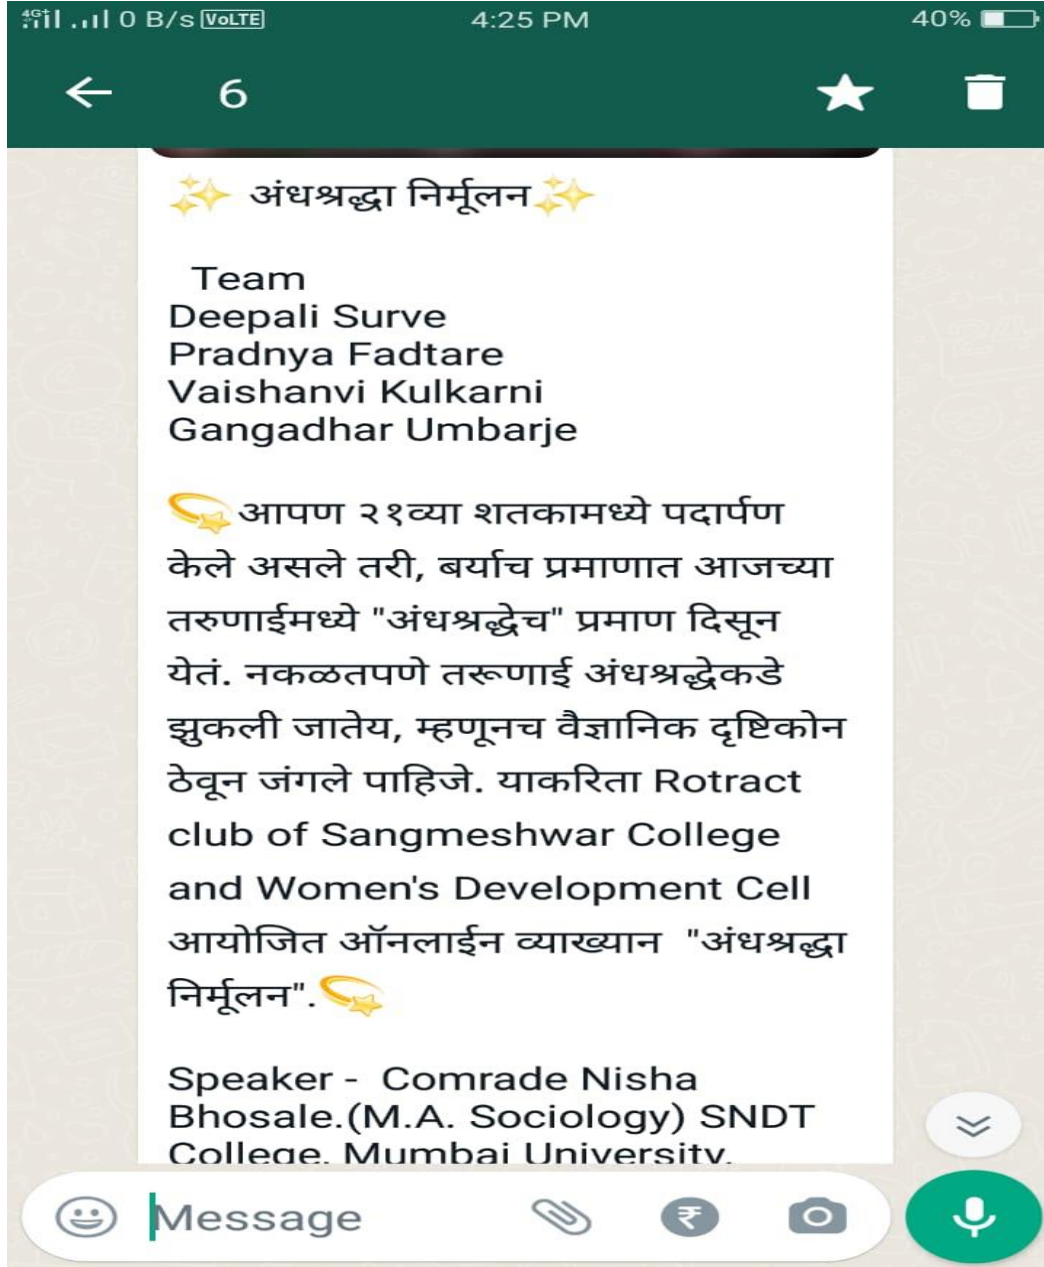 4G+ 0 B/s VoLTE 4:25 PM 40%
6
✨ अंधश्रद्धा निर्मूलन✨
Team
Deepali Surve
Pradnya Fadtare
Vaishanvi Kulkarni
Gangadhar Umbarje
💫आपण २१व्या शतकामध्ये पदार्पण
केले असले तरी, बर्याच प्रमाणात आजच्या
तरुणाईमध्ये "अंधश्रद्धेच" प्रमाण दिसून
येतं. नकळतपणे तरूणाई अंधश्रद्धेकडे
झुकली जातेय, म्हणूनच वैज्ञानिक दृष्टिकोन
ठेवून जंगले पाहिजे. याकरिता Rotract
club of Sangmeshwar College
and Women's Development Cell
आयोजित ऑनलाईन व्याख्यान "अंधश्रद्धा
निर्मूलन".💫
Speaker - Comrade Nisha
Bhosale.(M.A. Sociology) SNDT
College, Mumbai University.
Message